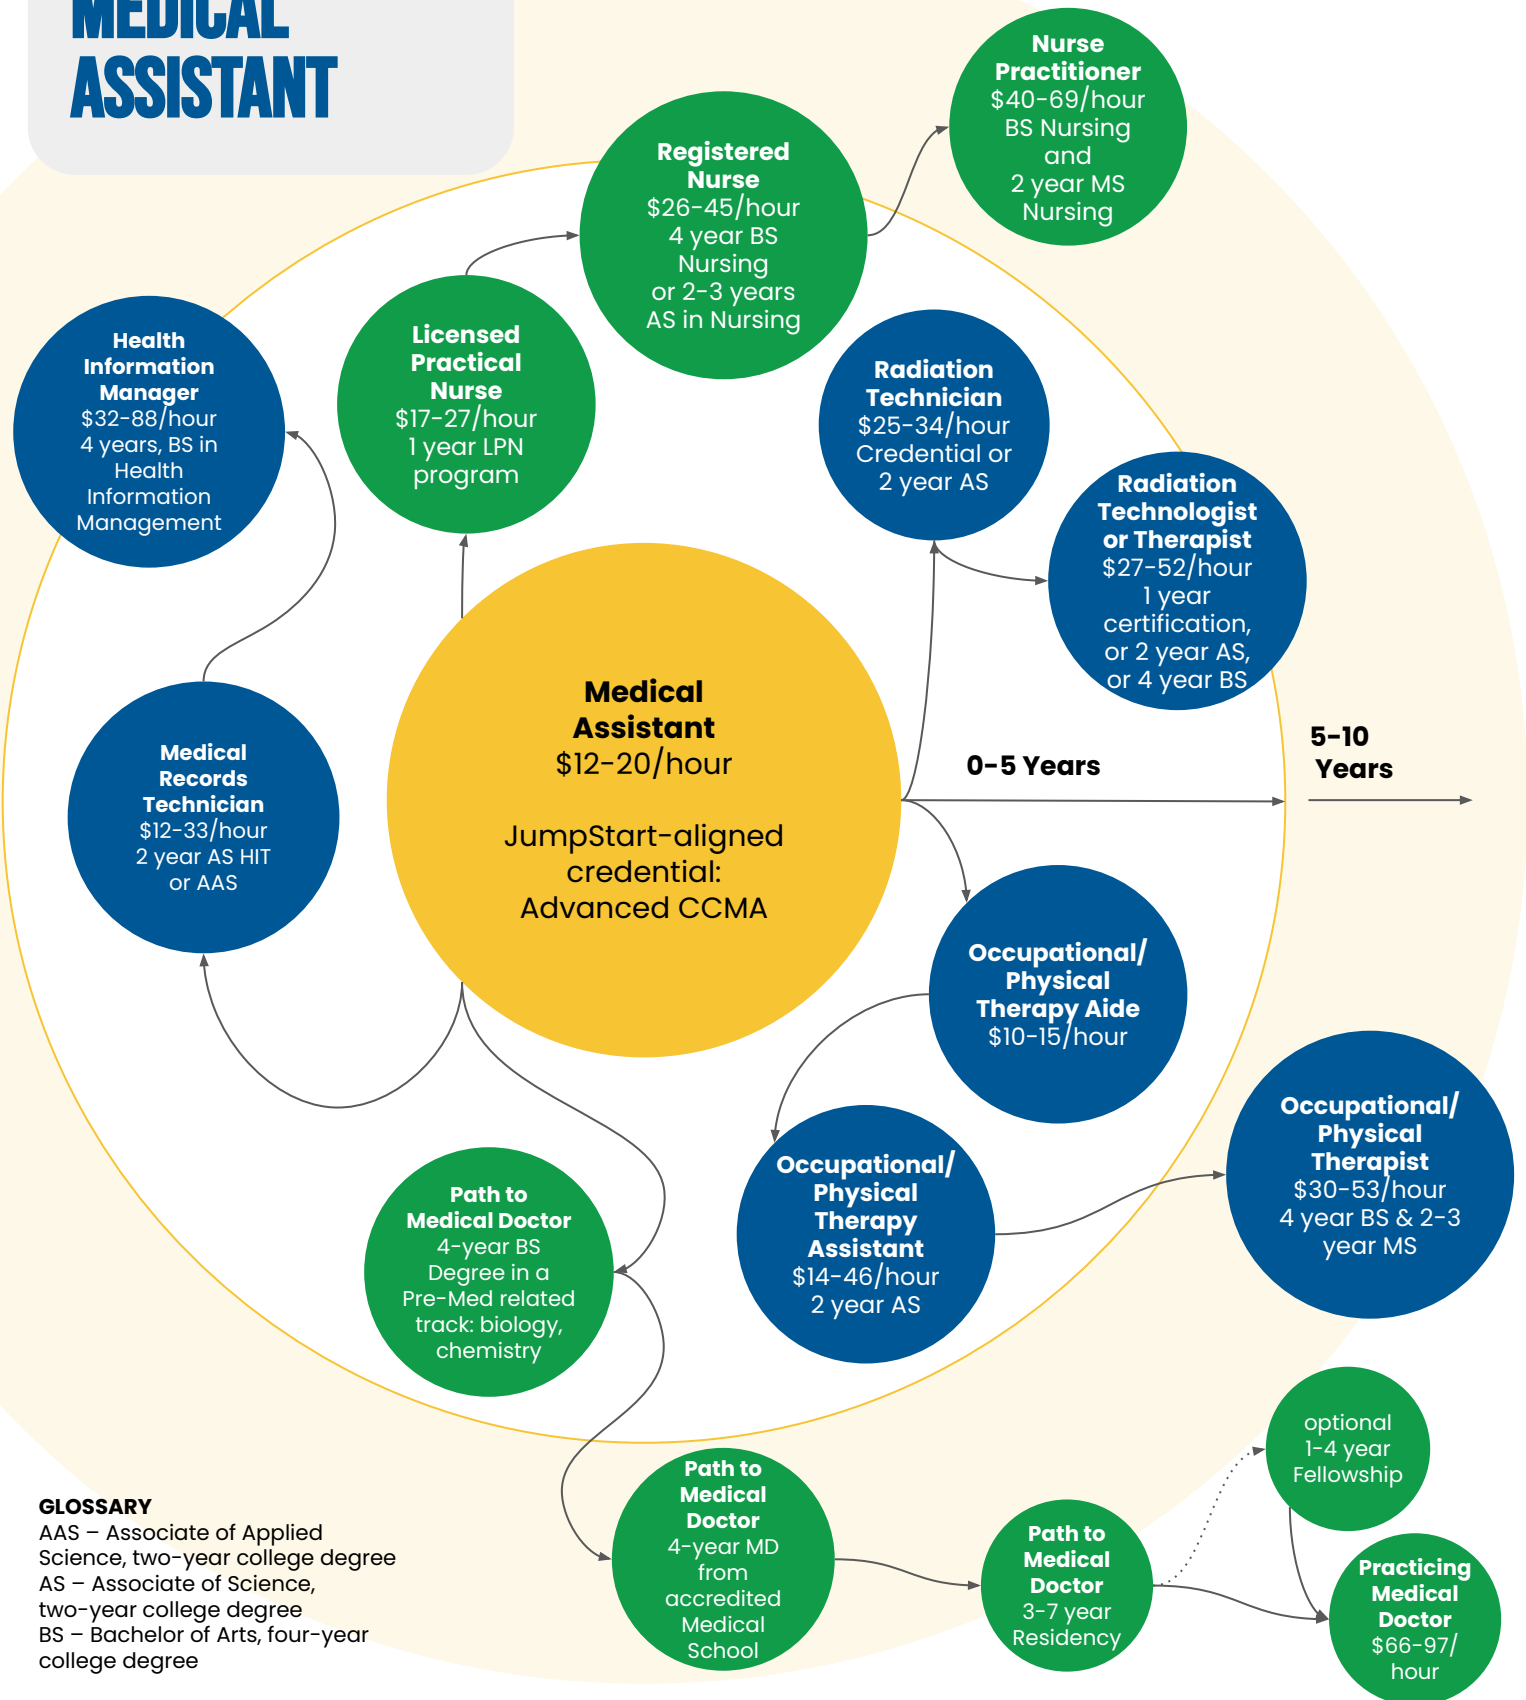 MEDICAL
ASSISTANT
Nurse
Practitioner
$40-69/hour
BS Nursing
and
2 year MS
Nursing
Registered
Nurse
$26-45/hour
4 year BS
Nursing
or 2-3 years
AS in Nursing
Health
Information
Manager
$32-88/hour
4 years, BS in
Health
Information
Management
Licensed
Practical
Nurse
$17-27/hour
1 year LPN
program
Radiation
Technician
$25-34/hour
Credential or
2 year AS
Radiation
Technologist
or Therapist
$27-52/hour
1 year
certification,
or 2 year AS,
or 4 year BS
Medical
Assistant
$12-20/hour
JumpStart-aligned
credential:
Advanced CCMA
0-5 Years
5-10
Years
Medical
Records
Technician
$12-33/hour
2 year AS HIT
or AAS
Occupational/
Physical
Therapy Aide
$10-15/hour
Occupational/
Physical
Therapy
Assistant
$14-46/hour
2 year AS
Occupational/
Physical
Therapist
$30-53/hour
4 year BS & 2-3
year MS
Path to
Medical Doctor
4-year BS
Degree in a
Pre-Med related
track: biology,
chemistry
Path to
Medical
Doctor
4-year MD
from
accredited
Medical
School
Path to
Medical
Doctor
3-7 year
Residency
optional
1-4 year
Fellowship
Practicing
Medical
Doctor
$66-97/
hour
GLOSSARY
AAS – Associate of Applied
Science, two-year college degree
AS – Associate of Science,
two-year college degree
BS – Bachelor of Arts, four-year
college degree